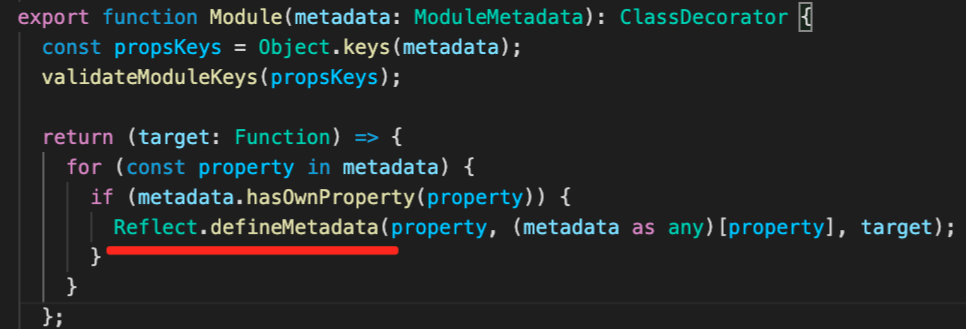 export function Module(metadata: ModuleMetadata): ClassDecorator {
const propsKeys = Object.keys(metadata);
validateModuleKeys(propsKeys);
return (target: Function) => {
for (const property in metadata) {
if (metadata.hasOwnProperty(property)) {
Reflect.defineMetadata(property, (metadata as any)[property], target);
}
}
};